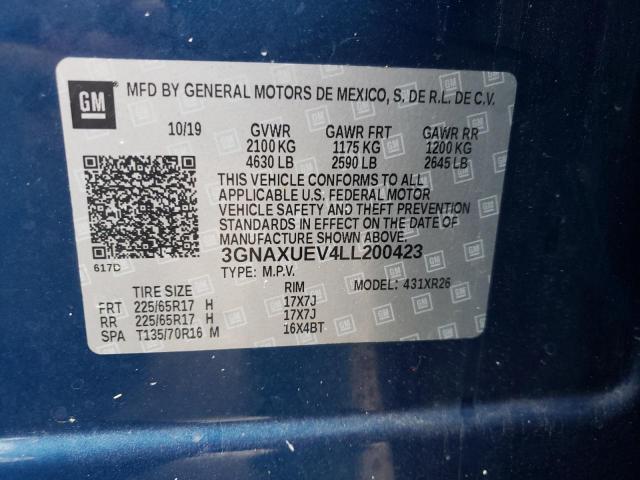 GM MFD BY GENERAL MOTORS DE MEXICO, S. DE R.L. DE C.V.
10/19 GVWR GAWR FRT GAWR RR
2100 KG 1175 KG 1200 KG
4630 LB 2590 LB 2645 LB
THIS VEHICLE CONFORMS TO ALL
APPLICABLE U.S. FEDERAL MOTOR
VEHICLE SAFETY AND THEFT PREVENTION
STANDARDS IN EFFECT ON THE DATE OF
MANUFACTURE SHOWN ABOVE.
617D 3GNAXUEV4LL200423
TYPE: M.P.V.
TIRE SIZE RIM MODEL: 431XR26
FRT 225/65R17 H 17X7J
RR 225/65R17 H 17X7J
SPA T135/70R16 M 16X4BT